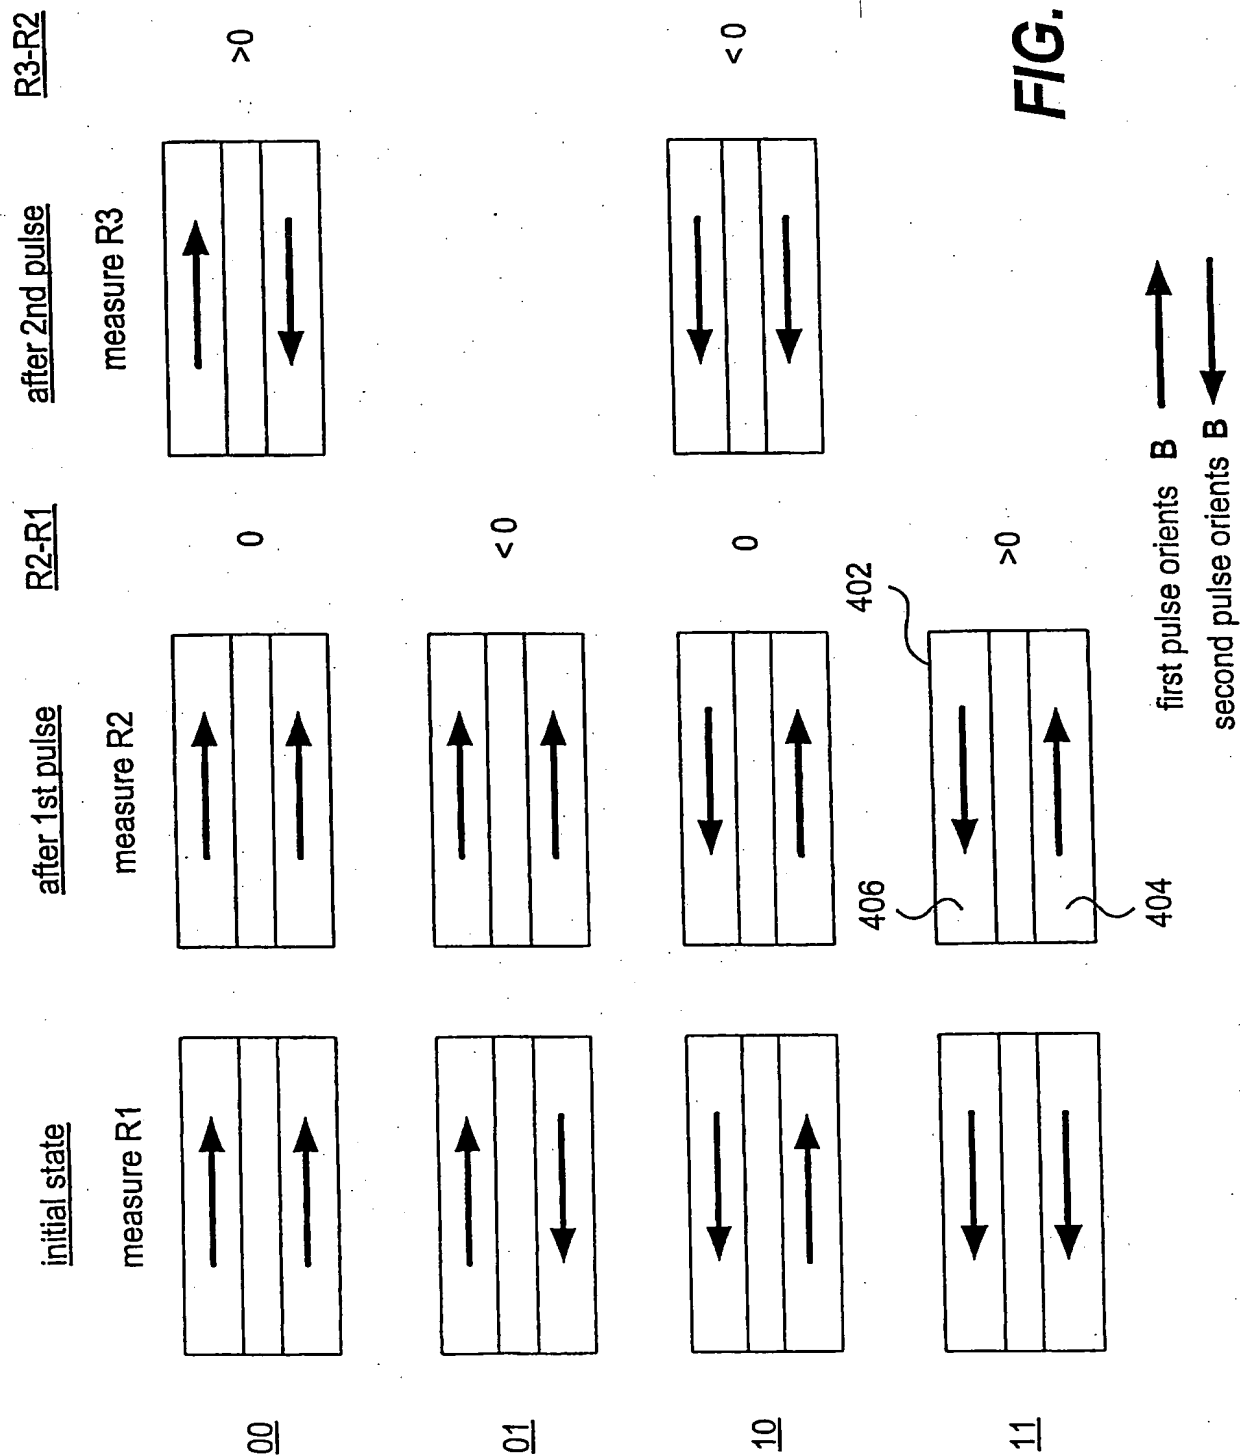 initial state
after 1st pulse
R2-R1
after 2nd pulse
R3-R2
measure R1
measure R2
measure R3
00
0
>0
01
< 0
10
0
< 0
402
406
404
11
>0
first pulse orients B
second pulse orients B
FIG.